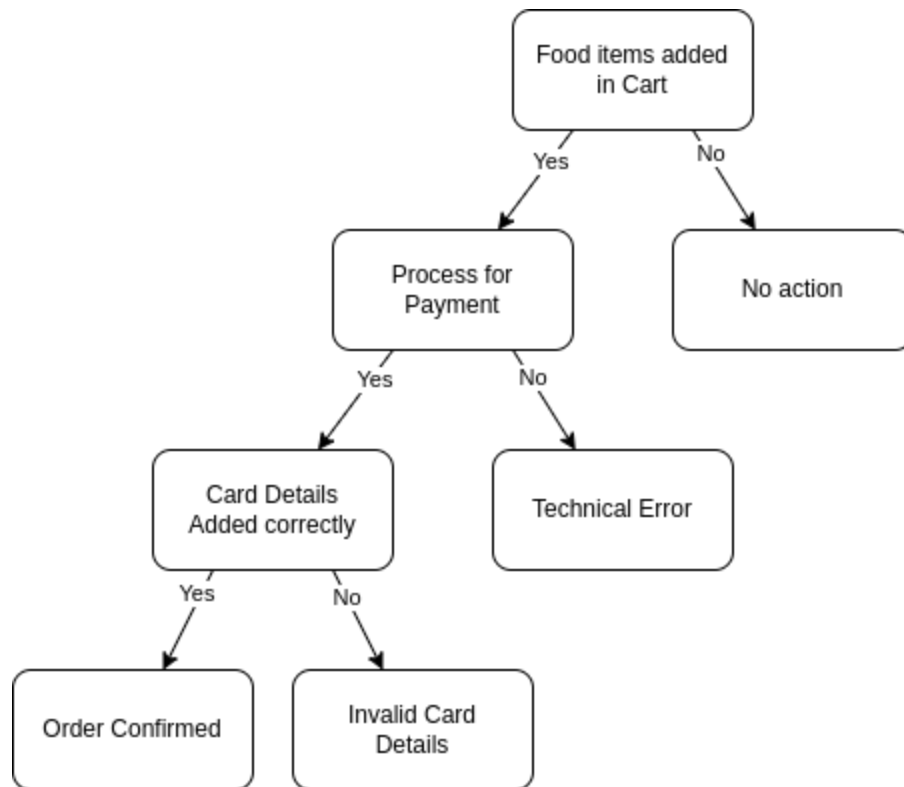 Food items added
in Cart
Yes
No
Process for
Payment
No action
Yes
No
Card Details
Added correctly
Technical Error
Yes
No
Order Confirmed
Invalid Card
Details